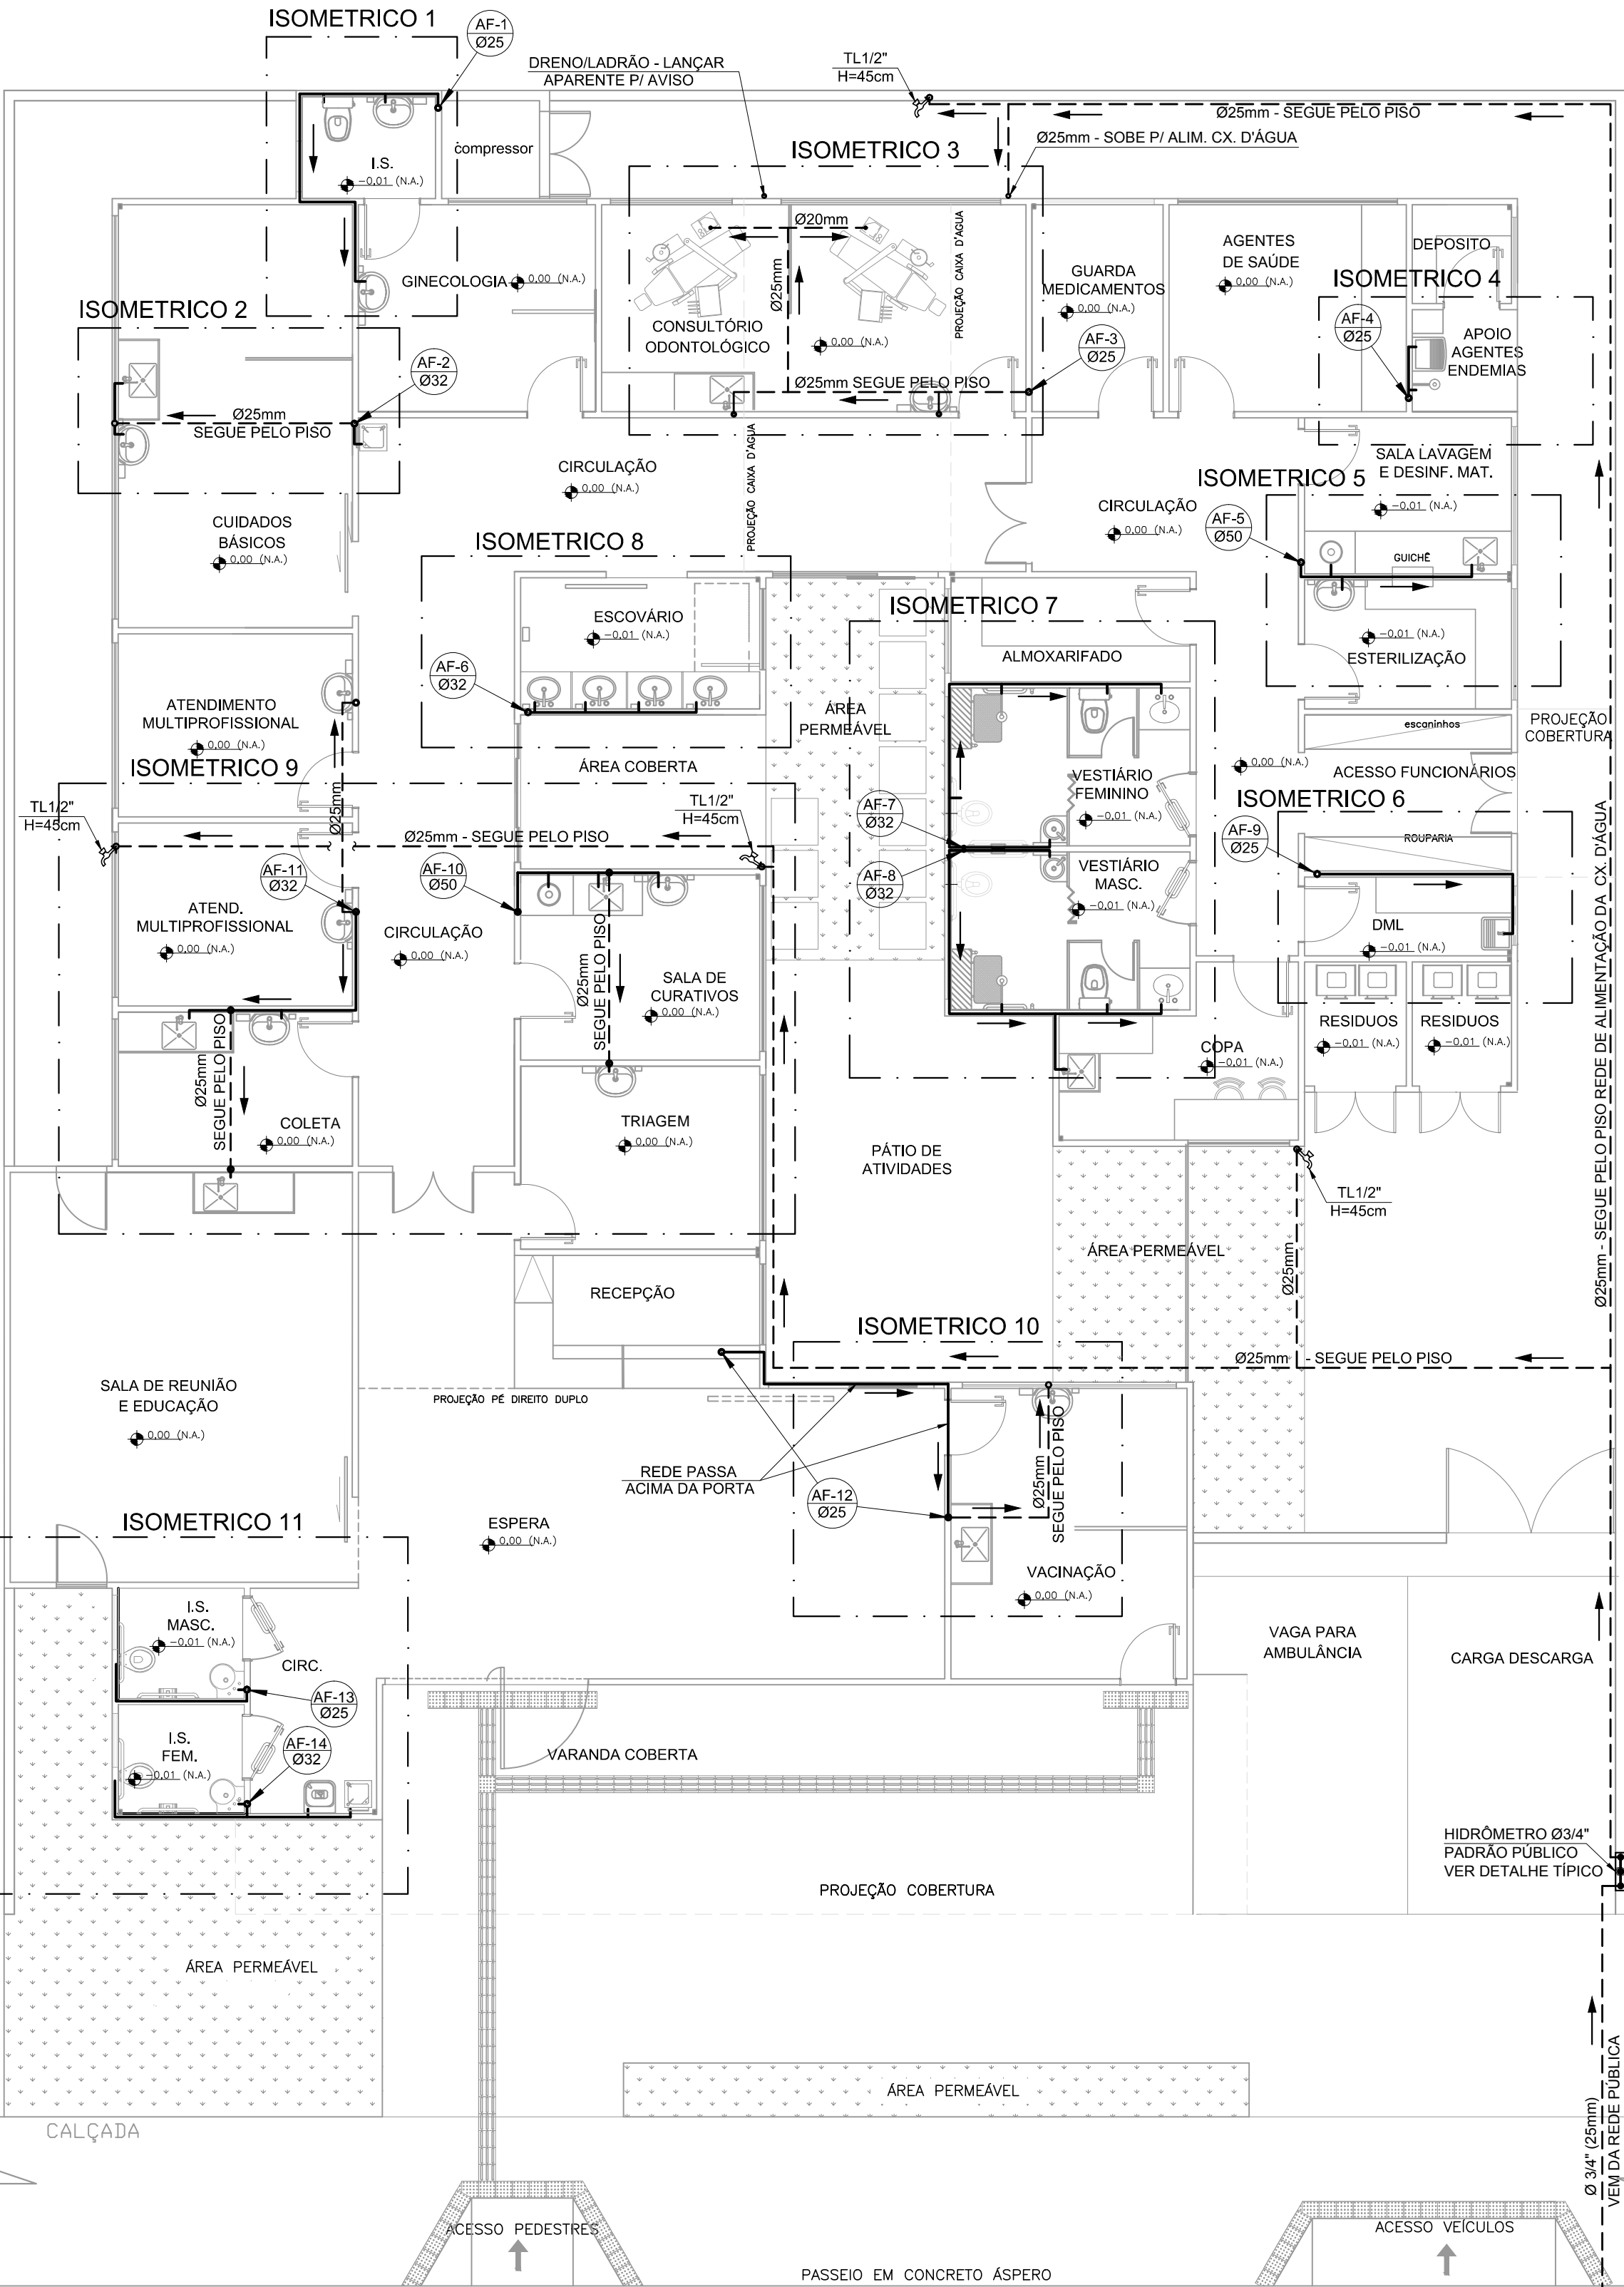 ISOMETRICO 1
AF-1
Ø25
DRENO/LADRÃO - LANÇAR
APARENTE P/ AVISO
TL1/2"
H=45cm
Ø25mm - SEGUE PELO PISO
Ø25mm - SOBE P/ ALIM. CX. D'ÁGUA
compressor
ISOMETRICO 3
I.S.
-0.01 (N.A.)
Ø20mm
Ø25mm
PROJEÇÃO CAIXA D'AGUA
GINECOLOGIA
0.00 (N.A.)
CONSULTÓRIO
ODONTOLÓGICO
0.00 (N.A.)
GUARDA
MEDICAMENTOS
0.00 (N.A.)
AGENTES
DE SAÚDE
0.00 (N.A.)
DEPOSITO
ISOMETRICO 4
AF-4
Ø25
APOIO
AGENTES
ENDEMIAS
ISOMETRICO 2
AF-2
Ø32
AF-3
Ø25
Ø25mm SEGUE PELO PISO
Ø25mm
SEGUE PELO PISO
CIRCULAÇÃO
0.00 (N.A.)
PROJEÇÃO CAIXA D'AGUA
CIRCULAÇÃO
0.00 (N.A.)
SALA LAVAGEM
E DESINF. MAT.
-0.01 (N.A.)
ISOMETRICO 5
AF-5
Ø50
GUICHÊ
CUIDADOS
BÁSICOS
0.00 (N.A.)
ISOMETRICO 8
ESCOVÁRIO
-0.01 (N.A.)
AF-6
Ø32
ISOMETRICO 7
ALMOXARIFADO
-0.01 (N.A.)
ESTERILIZAÇÃO
ATENDIMENTO
MULTIPROFISSIONAL
0.00 (N.A.)
ÁREA
PERMEÁVEL
escaninhos
PROJEÇÃO
COBERTURA
ISOMETRICO 9
ÁREA COBERTA
VESTIÁRIO
FEMININO
-0.01 (N.A.)
0.00 (N.A.)
ACESSO FUNCIONÁRIOS
ISOMETRICO 6
TL1/2"
H=45cm
Ø25mm
Ø25mm - SEGUE PELO PISO
TL1/2"
H=45cm
AF-7
Ø32
AF-8
Ø32
AF-9
Ø25
ROUPARIA
AF-11
Ø32
AF-10
Ø50
VESTIÁRIO
MASC.
-0.01 (N.A.)
ATEND.
MULTIPROFISSIONAL
0.00 (N.A.)
CIRCULAÇÃO
0.00 (N.A.)
DML
-0.01 (N.A.)
Ø25mm
SEGUE PELO PISO
SALA DE
CURATIVOS
0.00 (N.A.)
RESIDUOS
-0.01 (N.A.)
RESIDUOS
-0.01 (N.A.)
COPA
-0.01 (N.A.)
Ø25mm
SEGUE PELO PISO
COLETA
0.00 (N.A.)
TRIAGEM
0.00 (N.A.)
PÁTIO DE
ATIVIDADES
TL1/2"
H=45cm
Ø25mm - SEGUE PELO PISO REDE DE ALIMENTAÇÃO DA CX. D'ÁGUA
ÁREA PERMEÁVEL
Ø25mm
RECEPÇÃO
ISOMETRICO 10
Ø25mm - SEGUE PELO PISO
SALA DE REUNIÃO
E EDUCAÇÃO
0.00 (N.A.)
PROJEÇÃO PÉ DIREITO DUPLO
REDE PASSA
ACIMA DA PORTA
AF-12
Ø25
Ø25mm
SEGUE PELO PISO
ISOMETRICO 11
ESPERA
0.00 (N.A.)
VACINAÇÃO
0.00 (N.A.)
I.S.
MASC.
-0.01 (N.A.)
CIRC.
AF-13
Ø25
VAGA PARA
AMBULÂNCIA
CARGA DESCARGA
I.S.
FEM.
-0.01 (N.A.)
AF-14
Ø32
VARANDA COBERTA
HIDRÔMETRO Ø3/4"
PADRÃO PÚBLICO
VER DETALHE TÍPICO
PROJEÇÃO COBERTURA
ÁREA PERMEÁVEL
ÁREA PERMEÁVEL
CALÇADA
Ø 3/4" (25mm)
VEM DA REDE PÚBLICA
ACESSO PEDESTRES
ACESSO VEÍCULOS
PASSEIO EM CONCRETO ÁSPERO